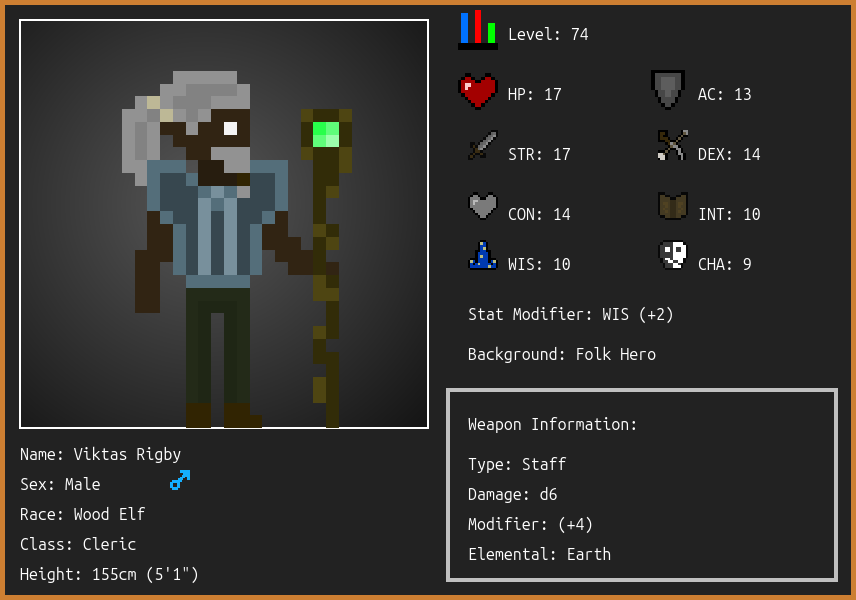 Level: 74
HP: 17
AC: 13
STR: 17
DEX: 14
CON: 14
INT: 10
WIS: 10
CHA: 9
Stat Modifier: WIS (+2)
Background: Folk Hero
Weapon Information:
Type: Staff
Damage: d6
Modifier: (+4)
Elemental: Earth
Name: Viktas Rigby
Sex: Male
Race: Wood Elf
Class: Cleric
Height: 155cm (5'1")